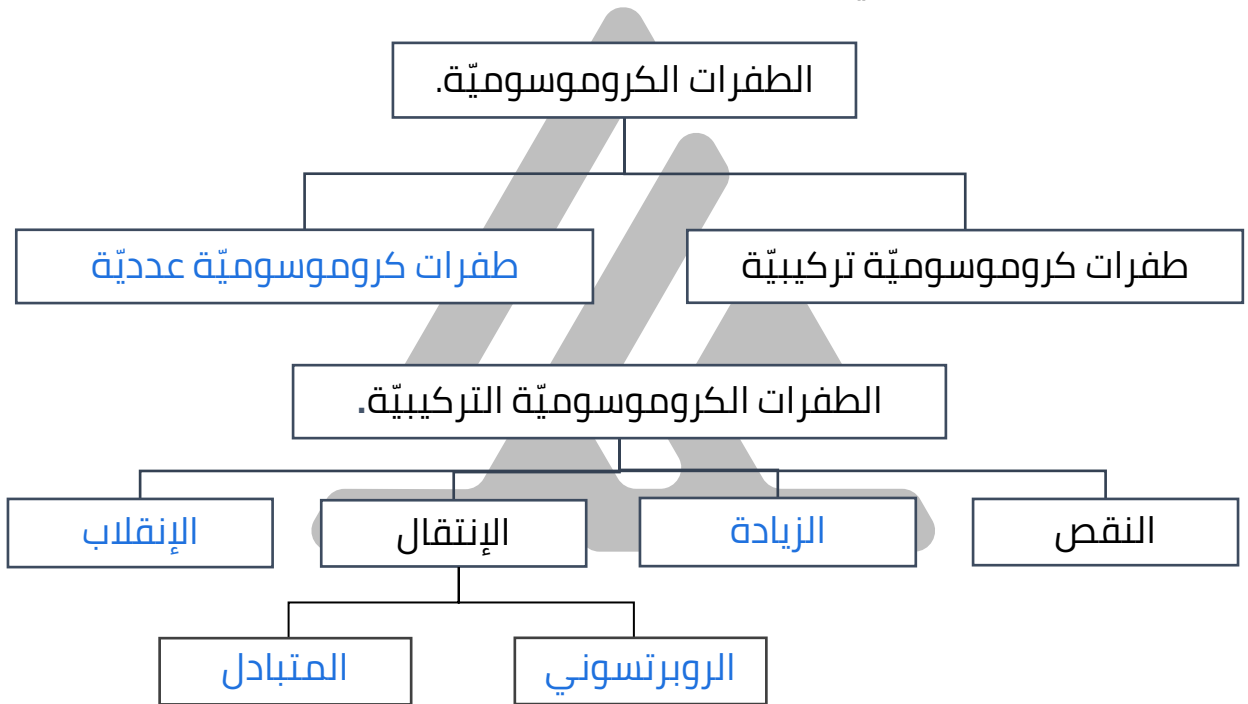 الطفرات الكروموسوميّة.
طفرات كروموسوميّة تركيبيّة
طفرات كروموسوميّة عدديّة
الطفرات الكروموسوميّة التركيبيّة.
النقص
الزيادة
الإنتقال
الإنقلاب
الروبرتسوني
المتبادل